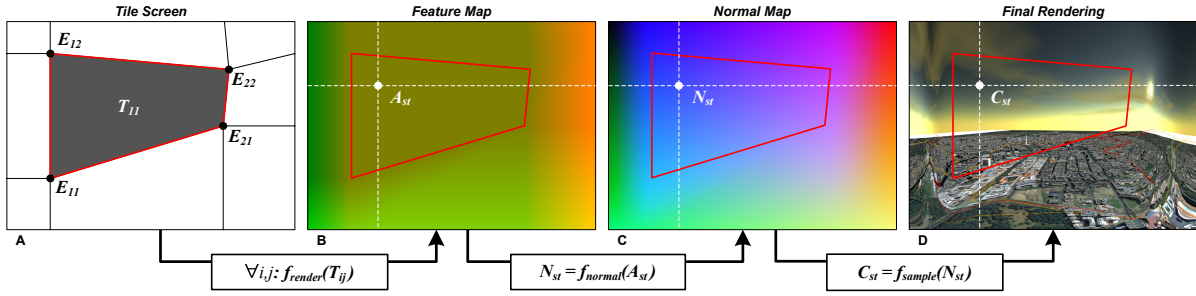 Tile Screen
Feature Map
Normal Map
Final Rendering
E12
E22
T11
E21
E11
Ast
Nst
Cst
A
B
C
D
∀i,j: frender(Tij)
Nst = fnormal(Ast)
Cst = fsample(Nst)